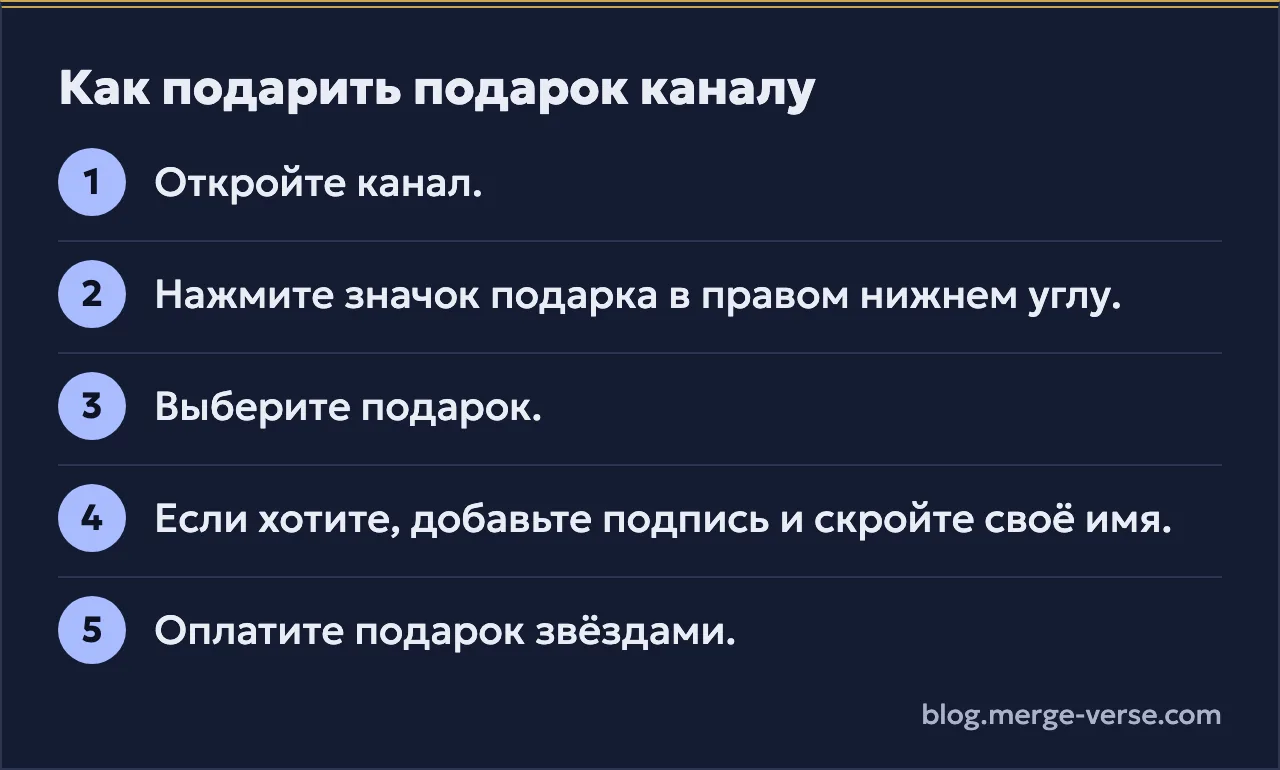 Как подарить подарок каналу
1 Откройте канал.
2 Нажмите значок подарка в правом нижнем углу.
3 Выберите подарок.
4 Если хотите, добавьте подпись и скройте своё имя.
5 Оплатите подарок звёздами.
blog.merge-verse.com